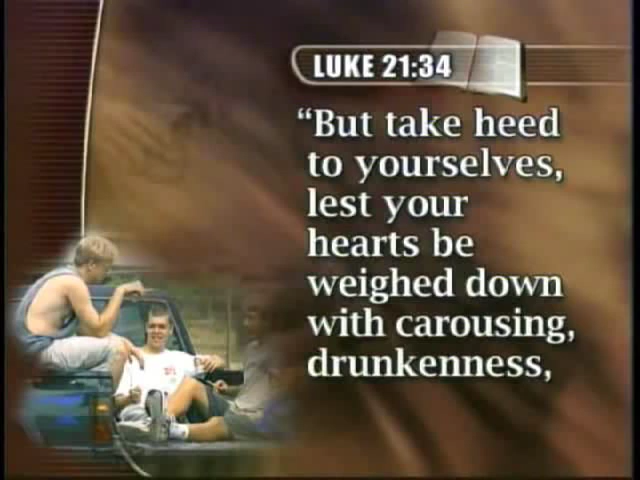 LUKE 21:34
“But take heed
to yourselves,
lest your
hearts be
weighed down
with carousing,
drunkenness,